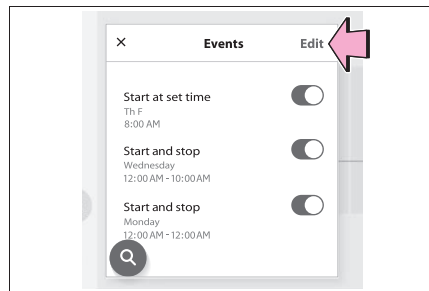 × Events Edit
Start at set time
Th F
8:00 AM
Start and stop
Wednesday
12:00 AM - 10:00 AM
Start and stop
Monday
12:00 AM - 12:00 AM